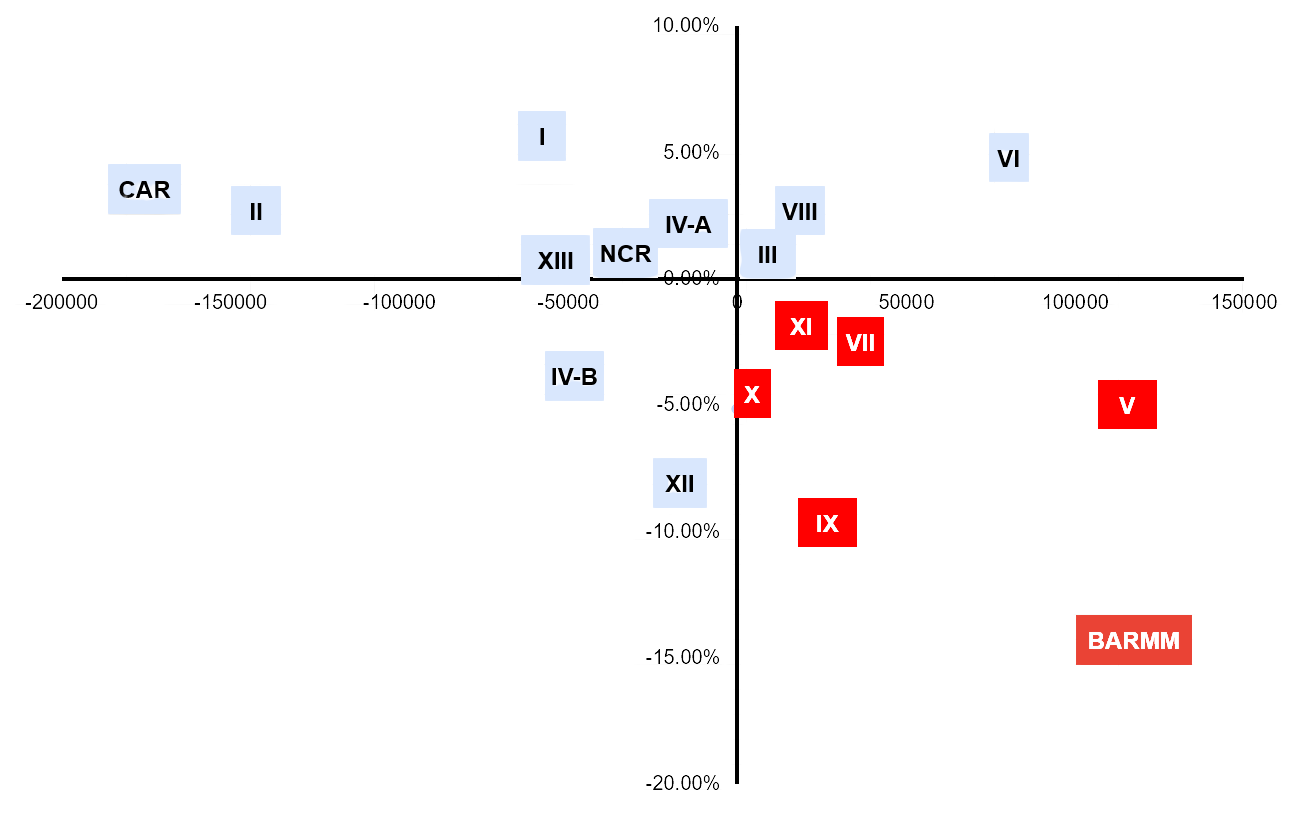 10.00%
I
5.00%
VI
CAR
II
VIII
IV-A
NCR
III
XIII
0.00%
-200000 -150000 -100000 -50000 0 50000 100000 150000
XI
VII
IV-B
X
-5.00%
V
XII
IX
-10.00%
BARMM
-15.00%
-20.00%